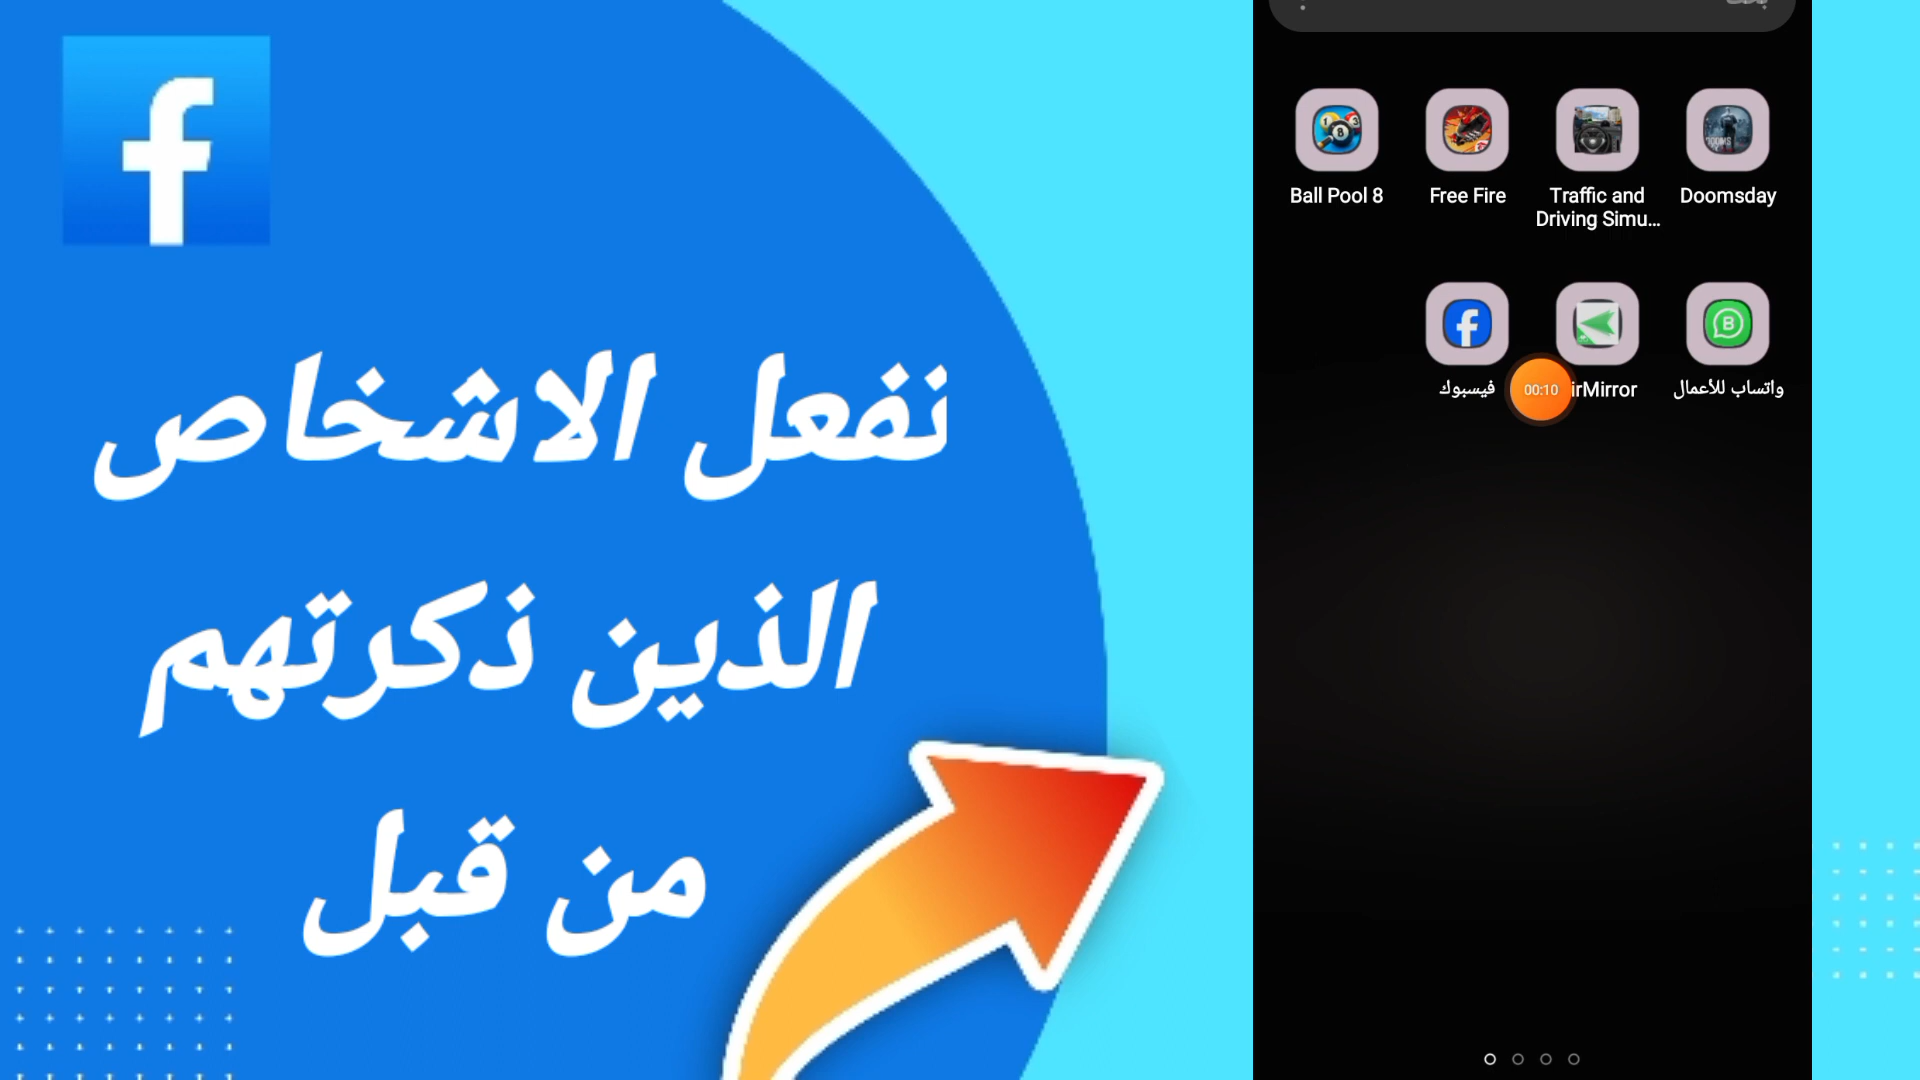 نفعل الاشخاص
الذين ذكرتهم
من قبل
Ball Pool 8
Free Fire
Traffic and
Driving Simu...
Doomsday
فيسبوك
00:10
irMirror
واتساب للأعمال